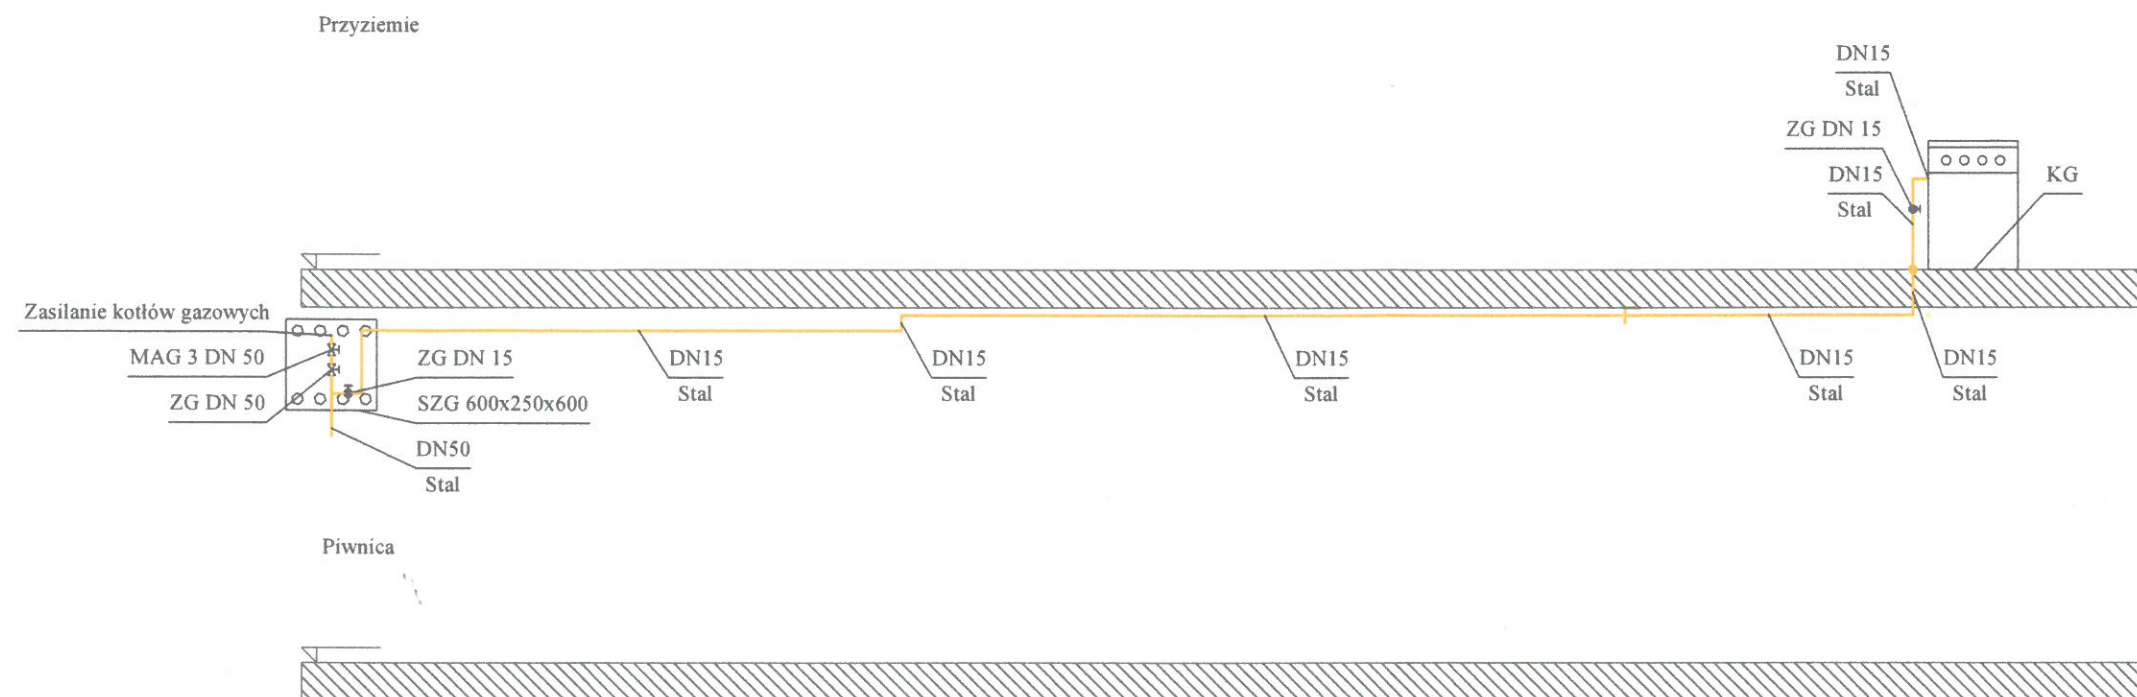 Przyziemie
DN15
Stal
ZG DN 15
DN15
Stal
KG
Zasilanie kotłów gazowych
MAG 3 DN 50
ZG DN 50
ZG DN 15
SZG 600x250x600
DN50
Stal
DN15
Stal
DN15
Stal
DN15
Stal
DN15
Stal
DN15
Stal
Piwnica